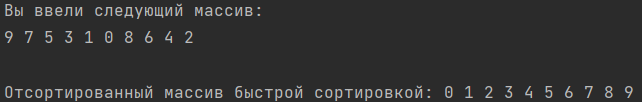 Вы ввели следующий массив:
9 7 5 3 1 0 8 6 4 2
Отсортированный массив быстрой сортировкой: 0 1 2 3 4 5 6 7 8 9